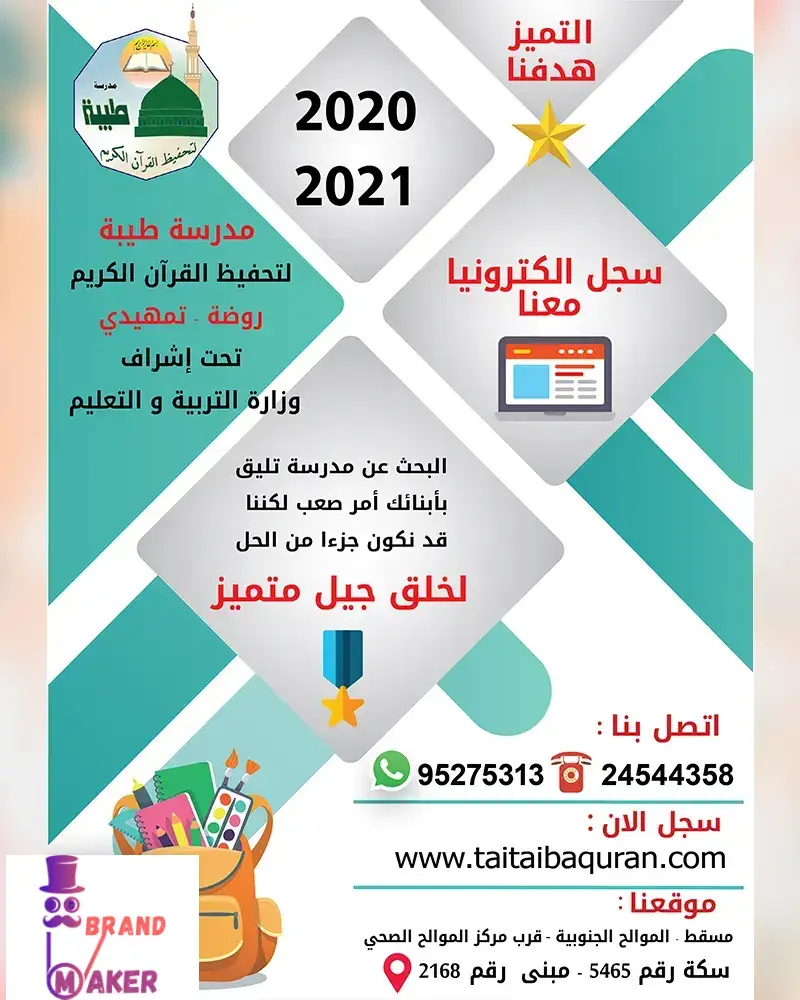 التميز
هدفنا
2020
2021
مدرسة
طيبة
لتحفيظ القرآن الكريم
مدرسة طيبة
لتحفيظ القرآن الكريم
روضة - تمهيدي
تحت إشراف
وزارة التربية و التعليم
سجل الكترونيا
معنا
البحث عن مدرسة تليق
بأبنائك أمر صعب لكننا
قد نكون جزءا من الحل
لخلق جيل متميز
اتصل بنا :
95275313 24544358
سجل الان :
www.taitaibaquran.com
موقعنا :
مسقط - الموالح الجنوبية - قرب مركز الموالح الصحي
سكة رقم 5465 - مبنى رقم 2168
BRAND
MAKER